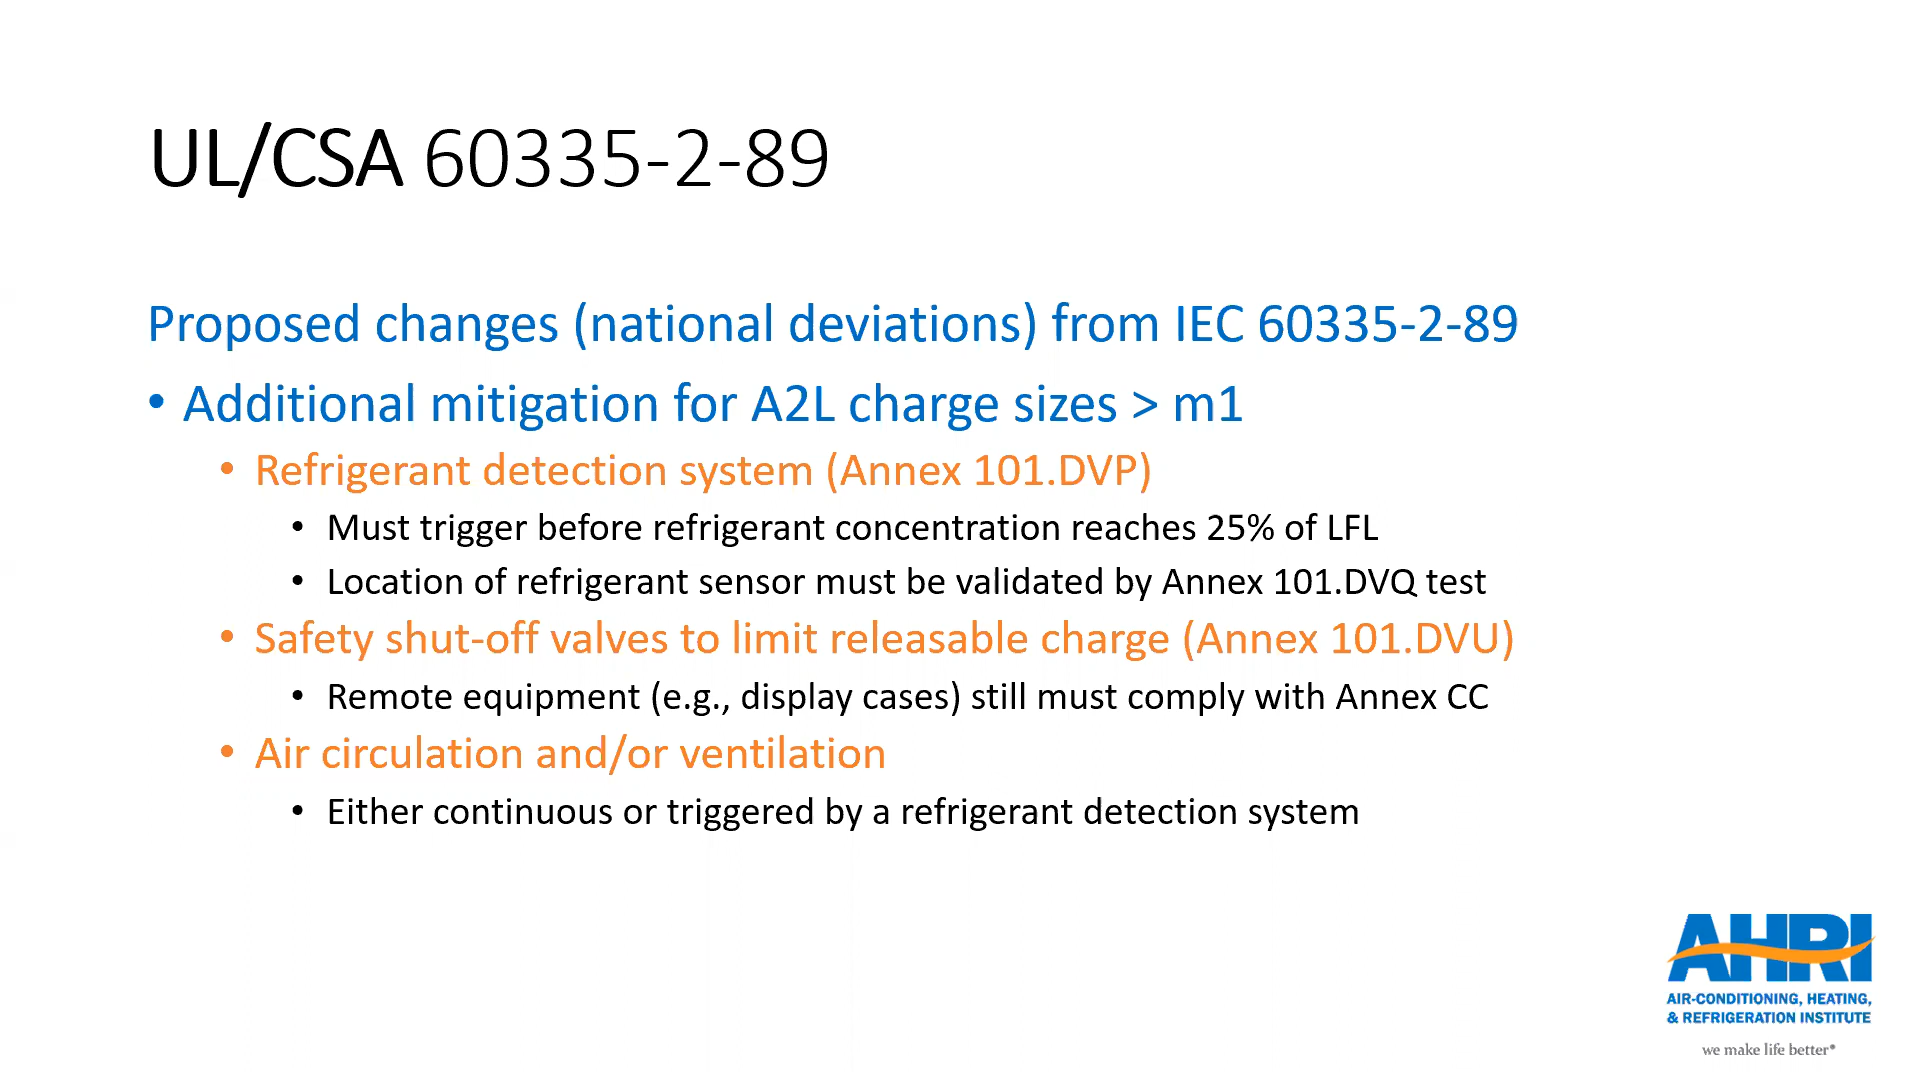 UL/CSA 60335-2-89
Proposed changes (national deviations) from IEC 60335-2-89
• Additional mitigation for A2L charge sizes > m1
• Refrigerant detection system (Annex 101.DVP)
• Must trigger before refrigerant concentration reaches 25% of LFL
• Location of refrigerant sensor must be validated by Annex 101.DVQ test
• Safety shut-off valves to limit releasable charge (Annex 101.DVU)
• Remote equipment (e.g., display cases) still must comply with Annex CC
• Air circulation and/or ventilation
• Either continuous or triggered by a refrigerant detection system
AHRI
AIR-CONDITIONING, HEATING,
& REFRIGERATION INSTITUTE
we make life better®